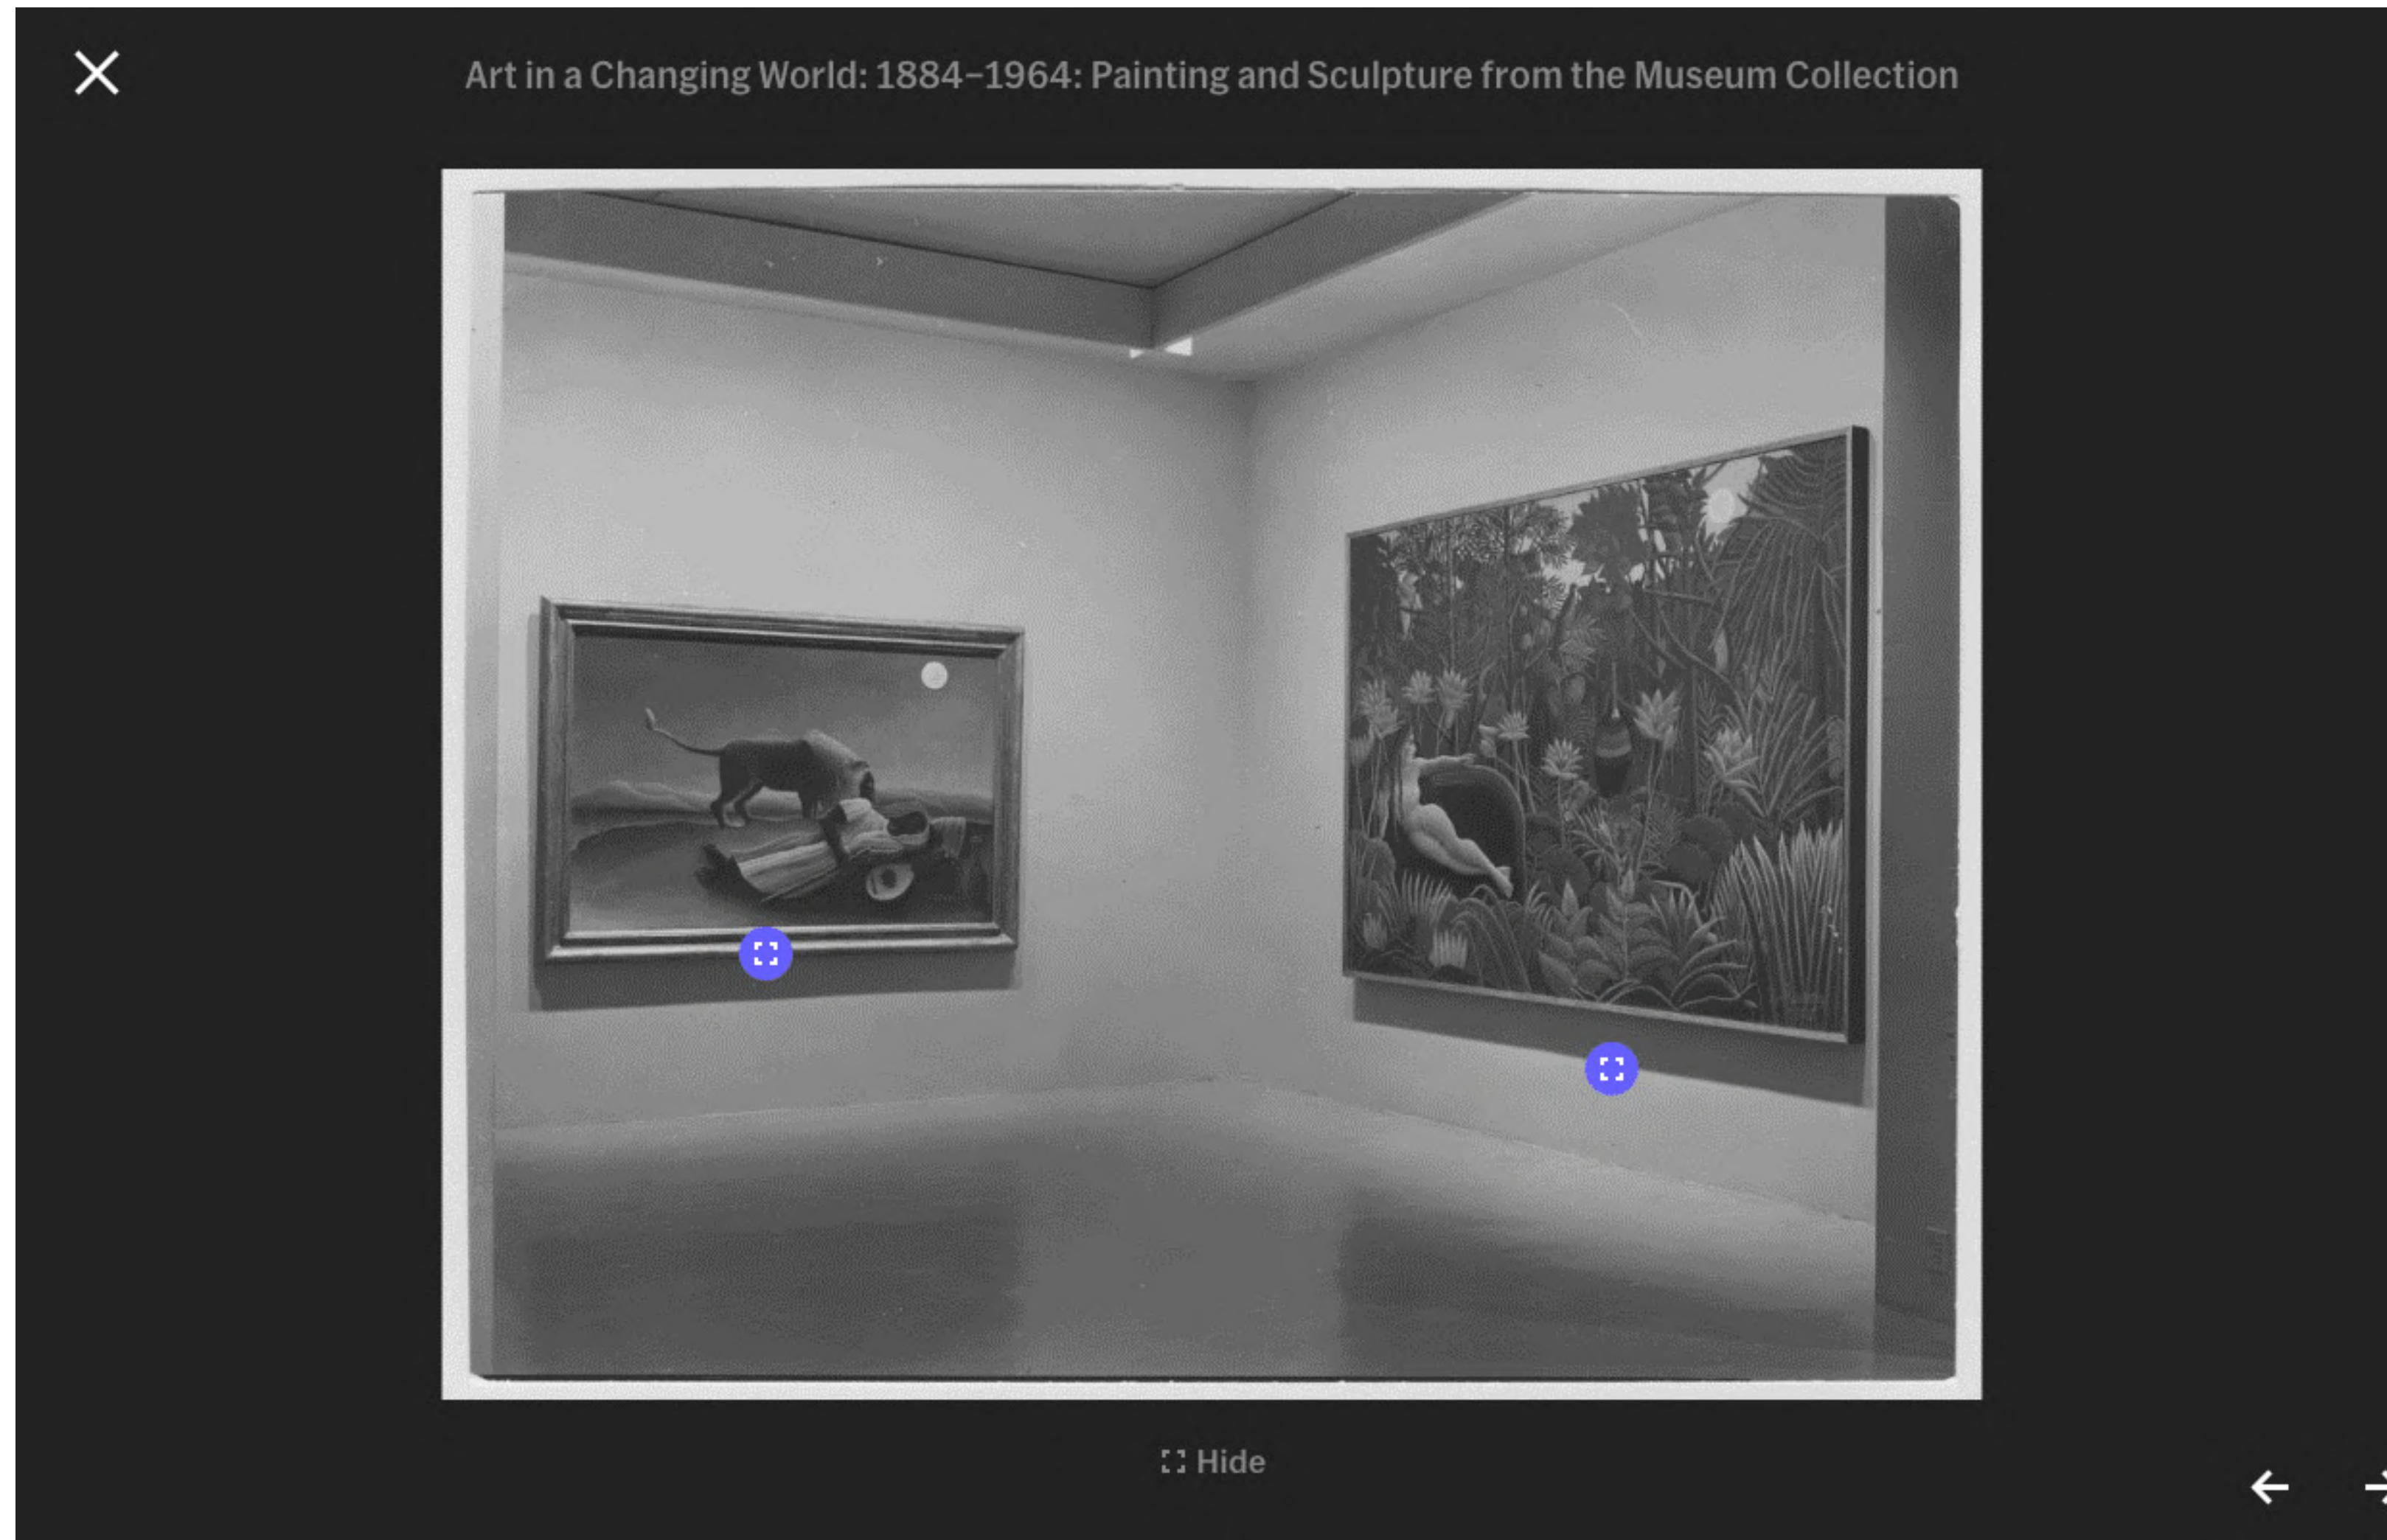 Art in a Changing World: 1884–1964: Painting and Sculpture from the Museum Collection
Hide